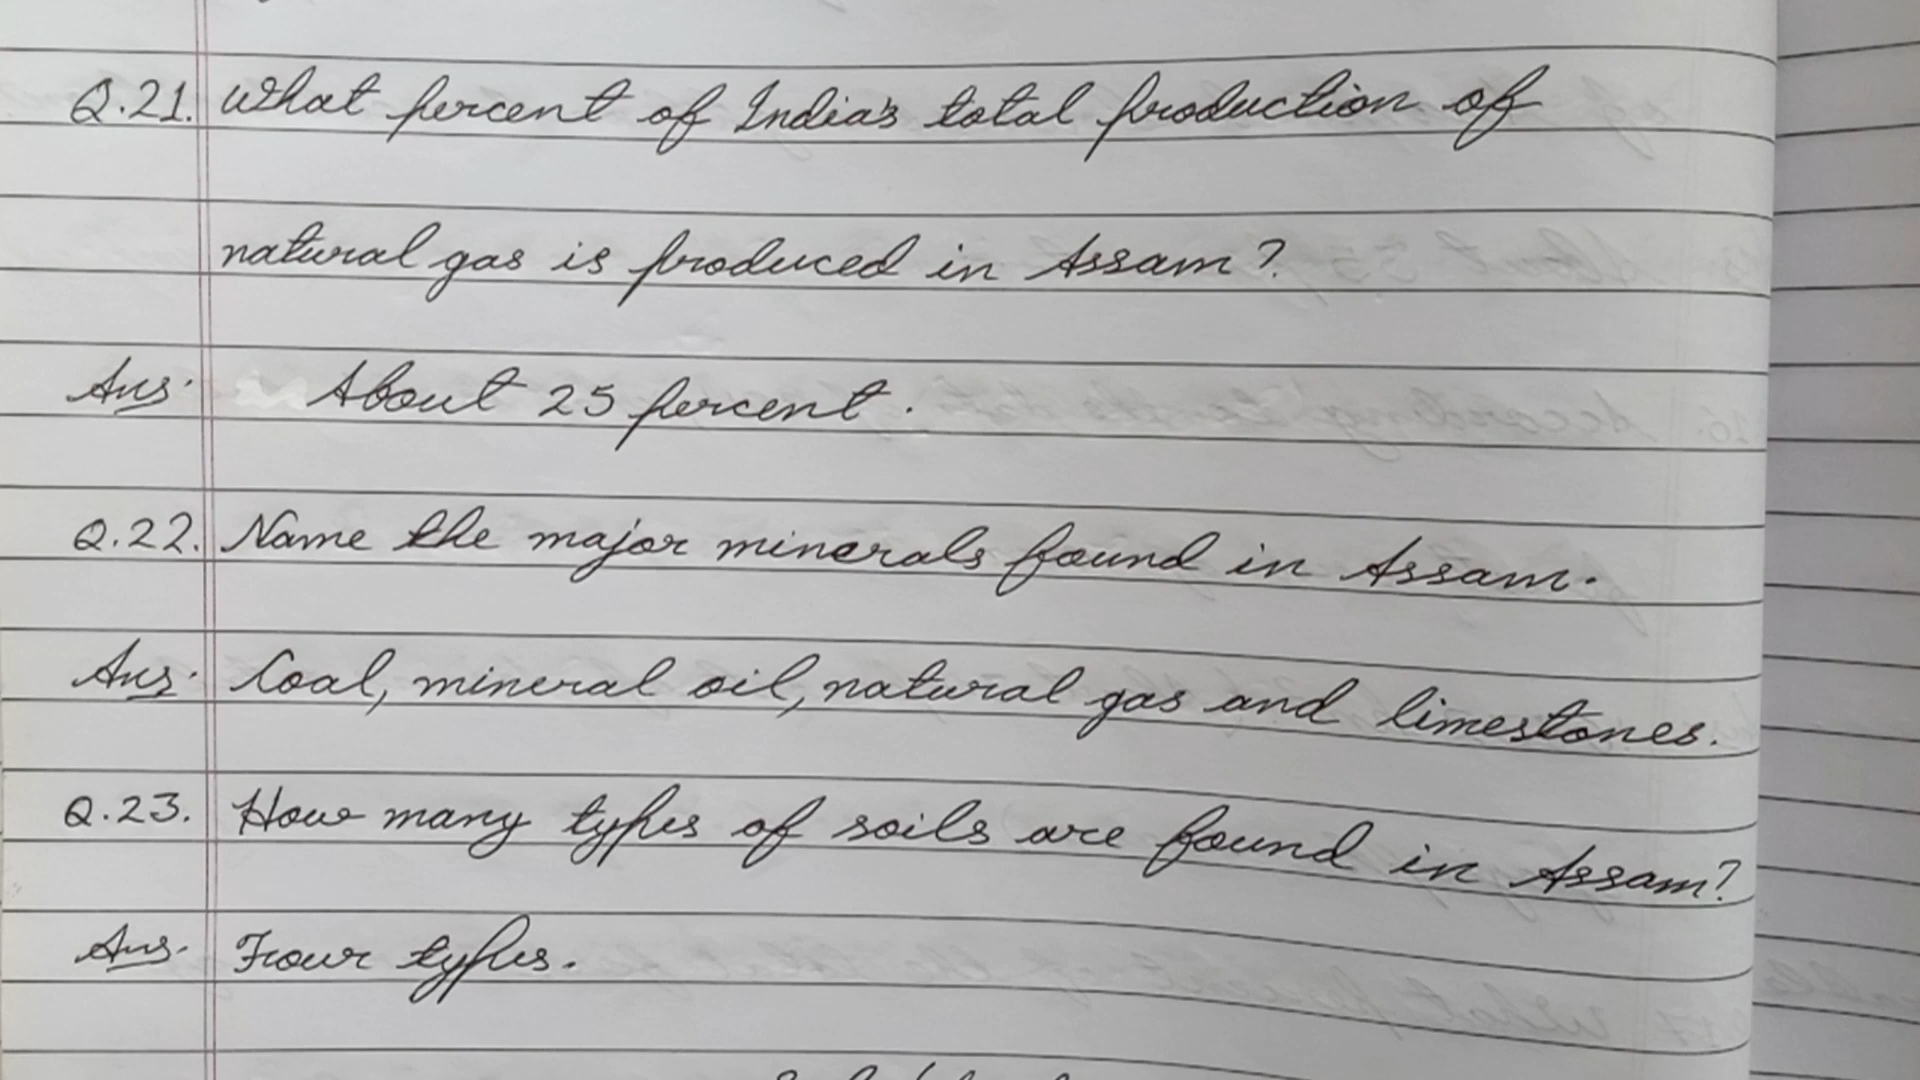 Q.21. What percent of India's total production of
natural gas is produced in Assam?
Ans. About 25 percent.
Q.22. Name the major minerals found in Assam.
Ans. Coal, mineral oil, natural gas and limestones.
Q.23. How many types of soils are found in Assam?
Ans. Four types.